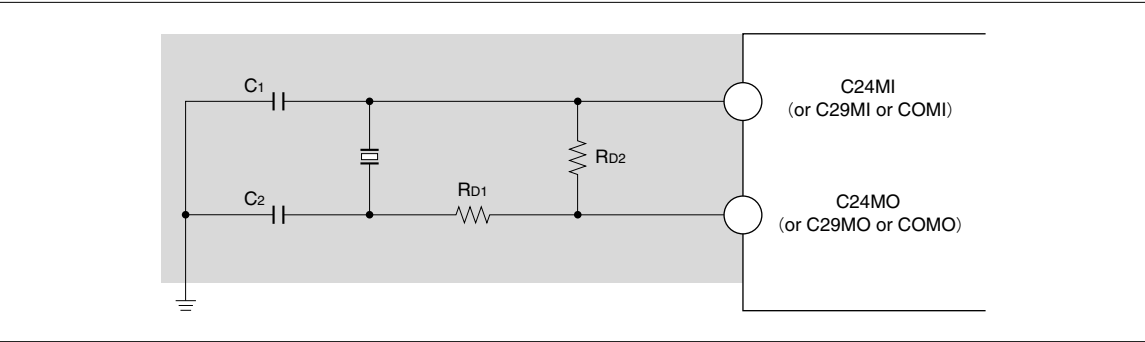 C1
C24MI
(or C29MI or COMI)
RD2
C2
RD1
C24MO
(or C29MO or COMO)